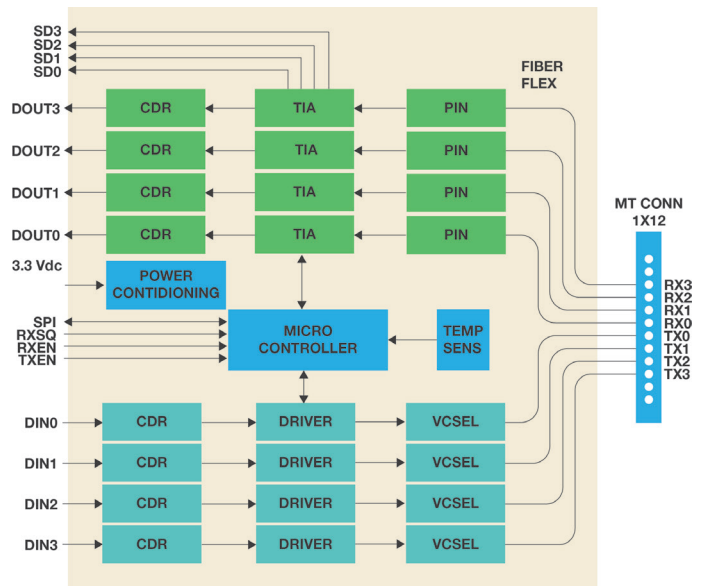 SD3
SD2
SD1
SD0
FIBER
FLEX
DOUT3
CDR
TIA
PIN
DOUT2
CDR
TIA
PIN
DOUT1
CDR
TIA
PIN
DOUT0
CDR
TIA
PIN
MT CONN
1X12
3.3 Vdc
POWER
CONTIDIONING
RX3
RX2
RX1
RX0
TX0
TX1
TX2
TX3
SPI
RXSQ
RXEN
TXEN
MICRO
CONTROLLER
TEMP
SENS
DIN0
CDR
DRIVER
VCSEL
DIN1
CDR
DRIVER
VCSEL
DIN2
CDR
DRIVER
VCSEL
DIN3
CDR
DRIVER
VCSEL